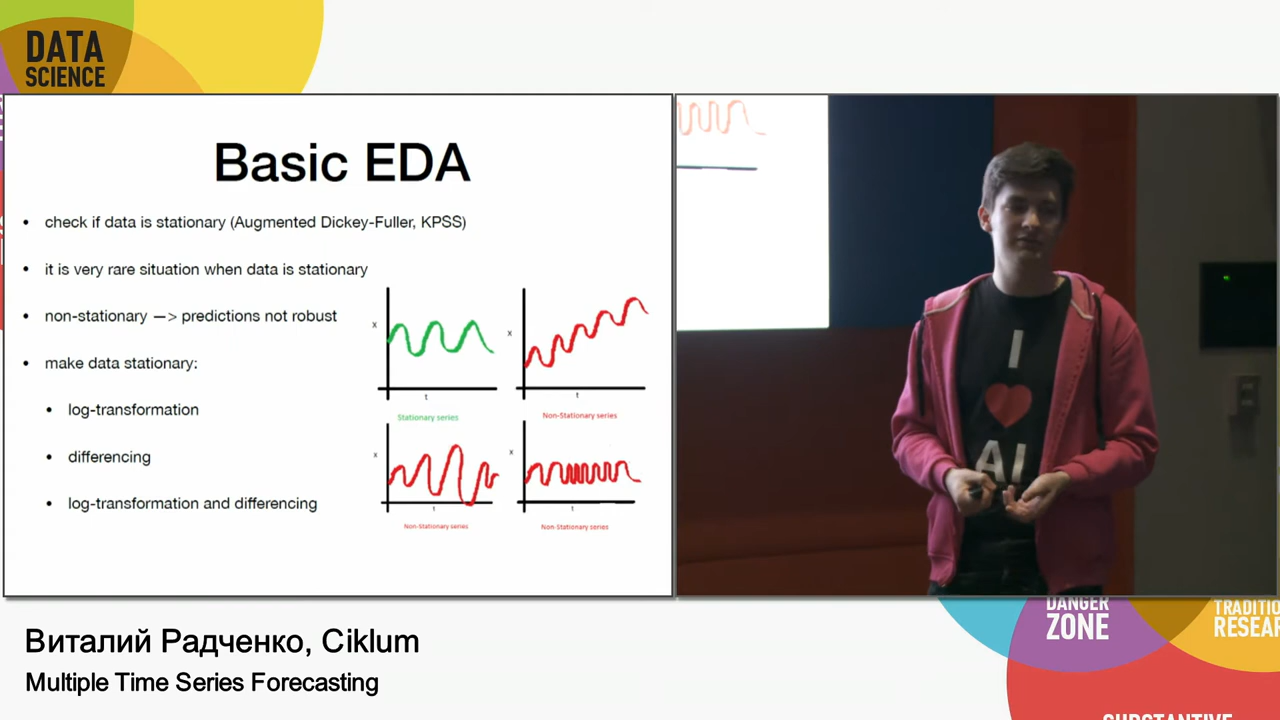 DATA
SCIENCE
Basic EDA
• check if data is stationary (Augmented Dickey-Fuller, KPSS)
• it is very rare situation when data is stationary
• non-stationary —> predictions not robust
• make data stationary:
• log-transformation
• differencing
• log-transformation and differencing
x
t
Stationary series
x
t
Non-Stationary series
x
t
Non-Stationary series
x
t
Non-Stationary series
I
AI
Виталий Радченко, Ciklum
Multiple Time Series Forecasting
DANGER
ZONE
TRADITIO
RESEAR
SUBSTANTIVE